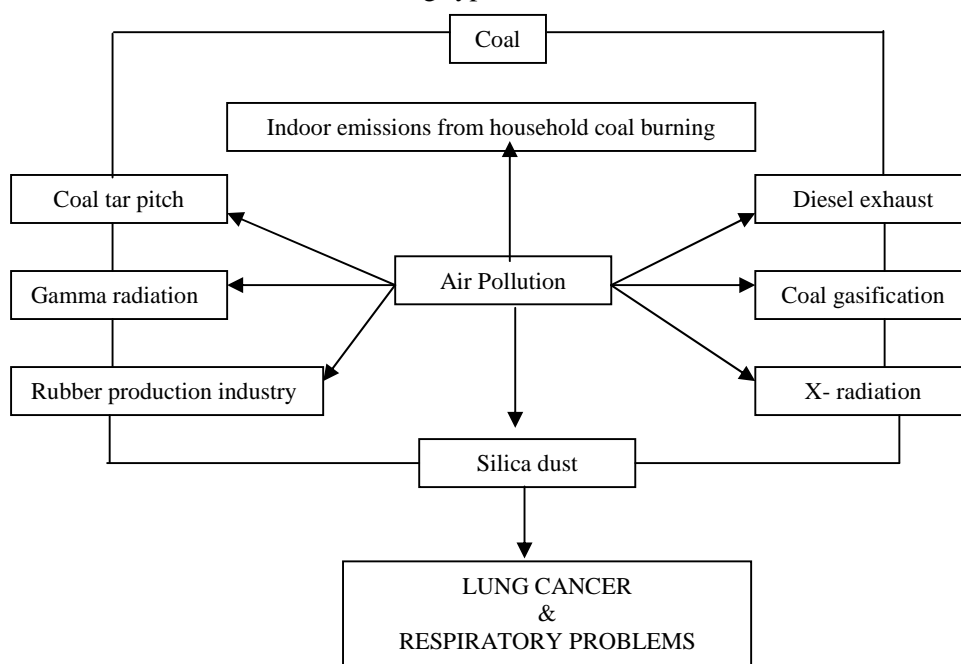 Coal
Indoor emissions from household coal burning
Coal tar pitch
Diesel exhaust
Air Pollution
Gamma radiation
Coal gasification
Rubber production industry
X- radiation
Silica dust
LUNG CANCER
&
RESPIRATORY PROBLEMS